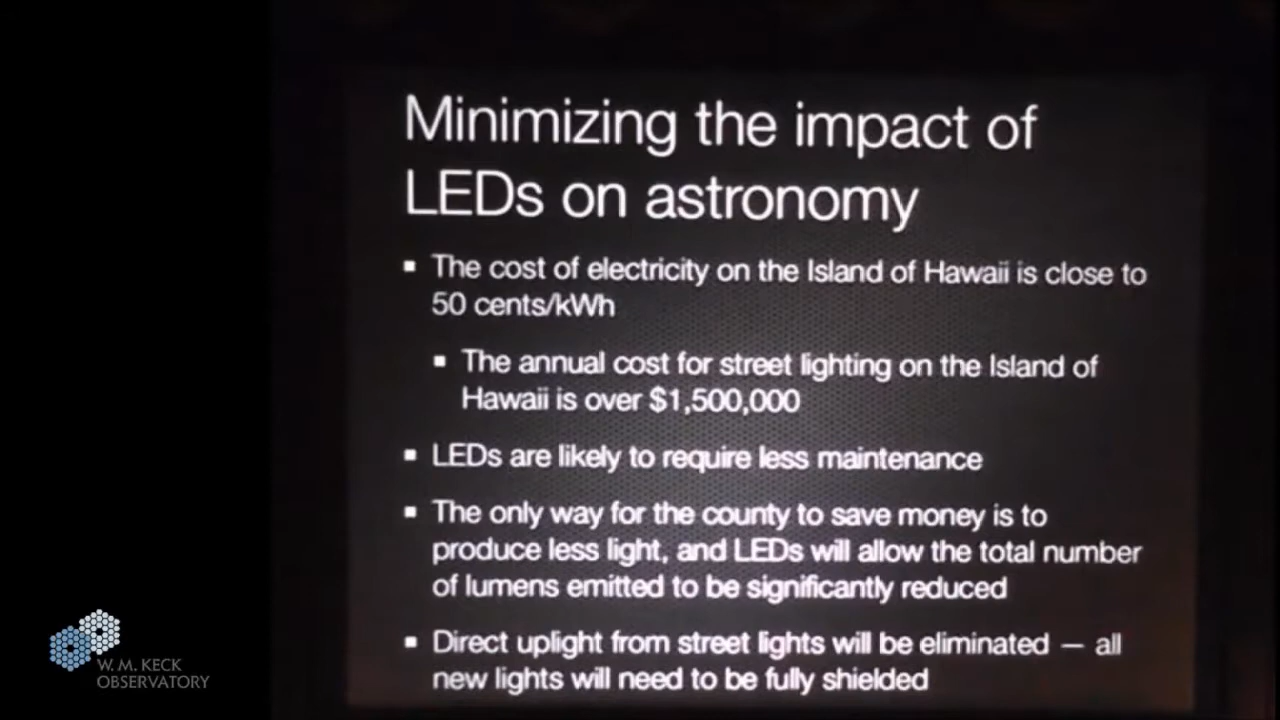 Minimizing the impact of
LEDs on astronomy
▪ The cost of electricity on the Island of Hawaii is close to
50 cents/kWh
▪ The annual cost for street lighting on the Island of
Hawaii is over $1,500,000
▪ LEDs are likely to require less maintenance
▪ The only way for the county to save money is to
produce less light, and LEDs will allow the total number
of lumens emitted to be significantly reduced
▪ Direct uplight from street lights will be eliminated — all
new lights will need to be fully shielded
W. M. KECK
OBSERVATORY